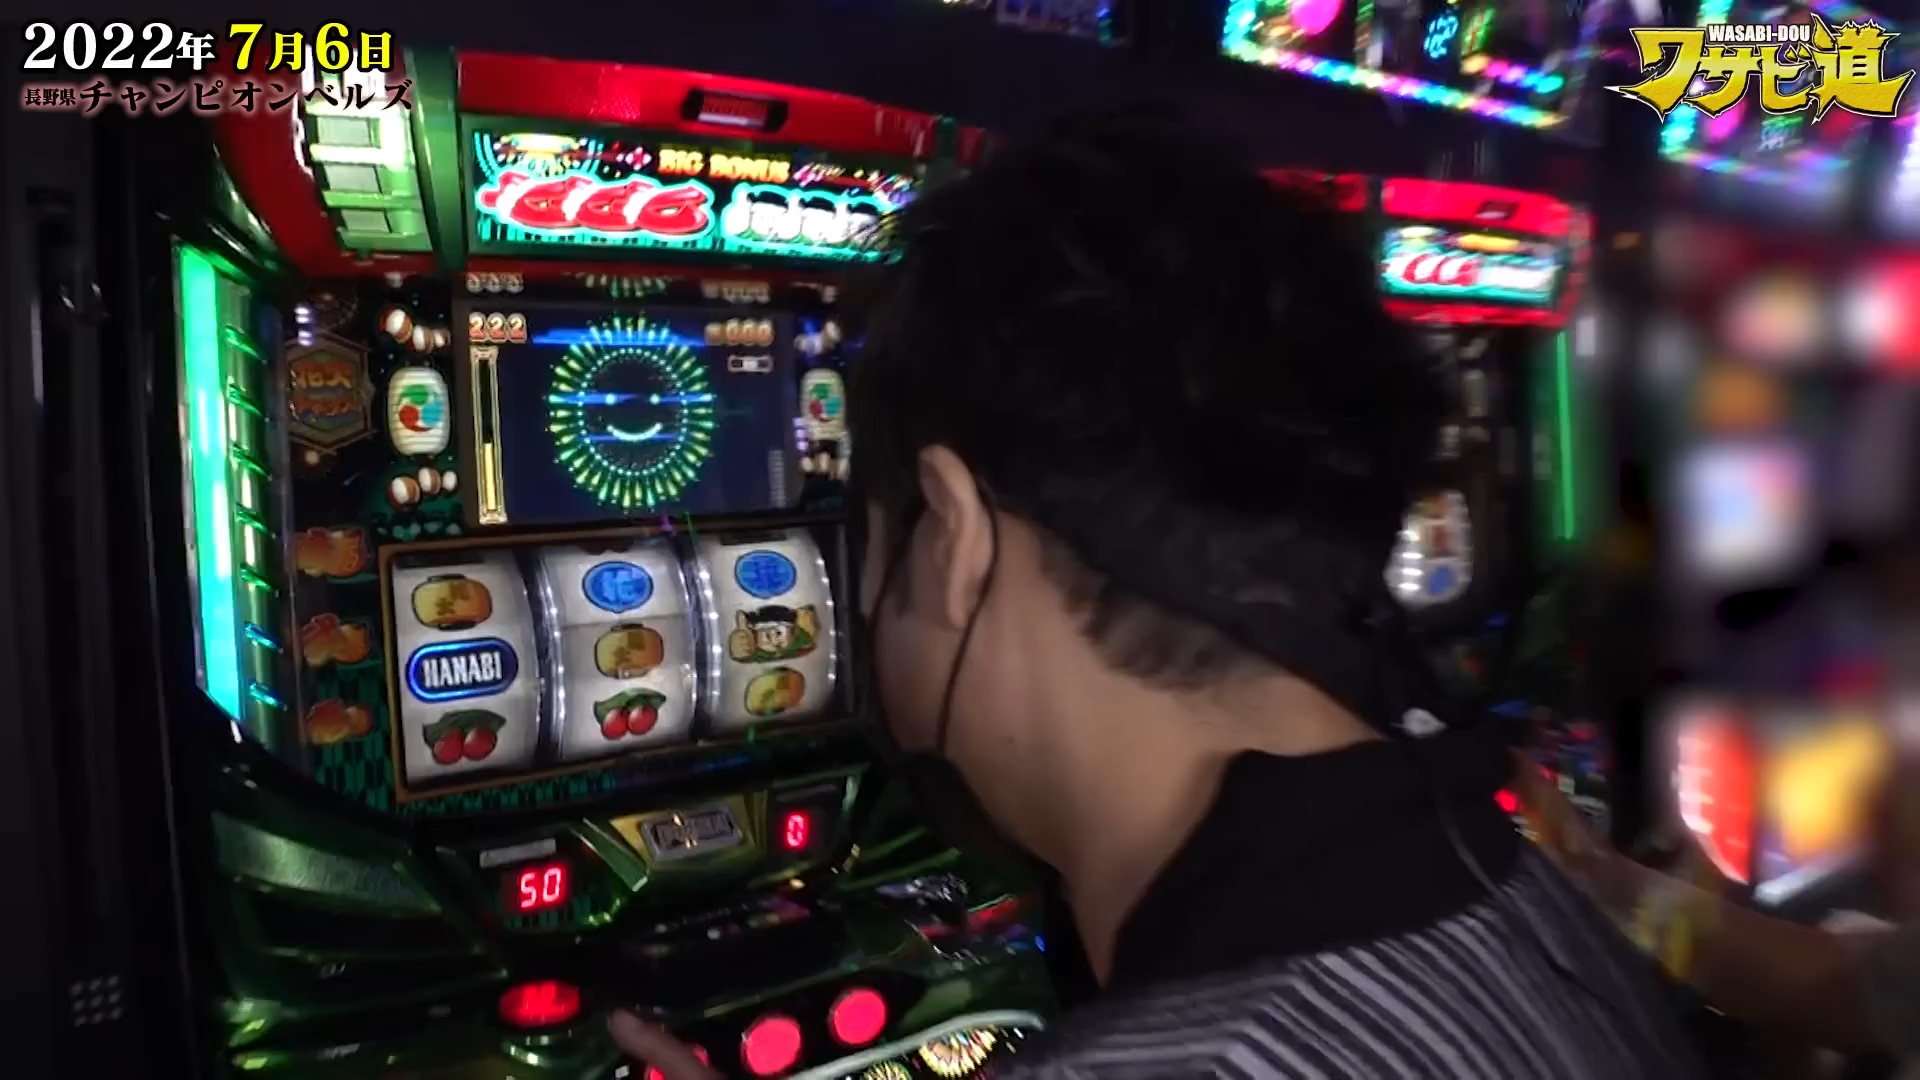 2022年 7月6日
長野県チャンピオンベルズ
WASABI-DOU
ワサビ道
BIG BONUS
222
HANABI
50
0